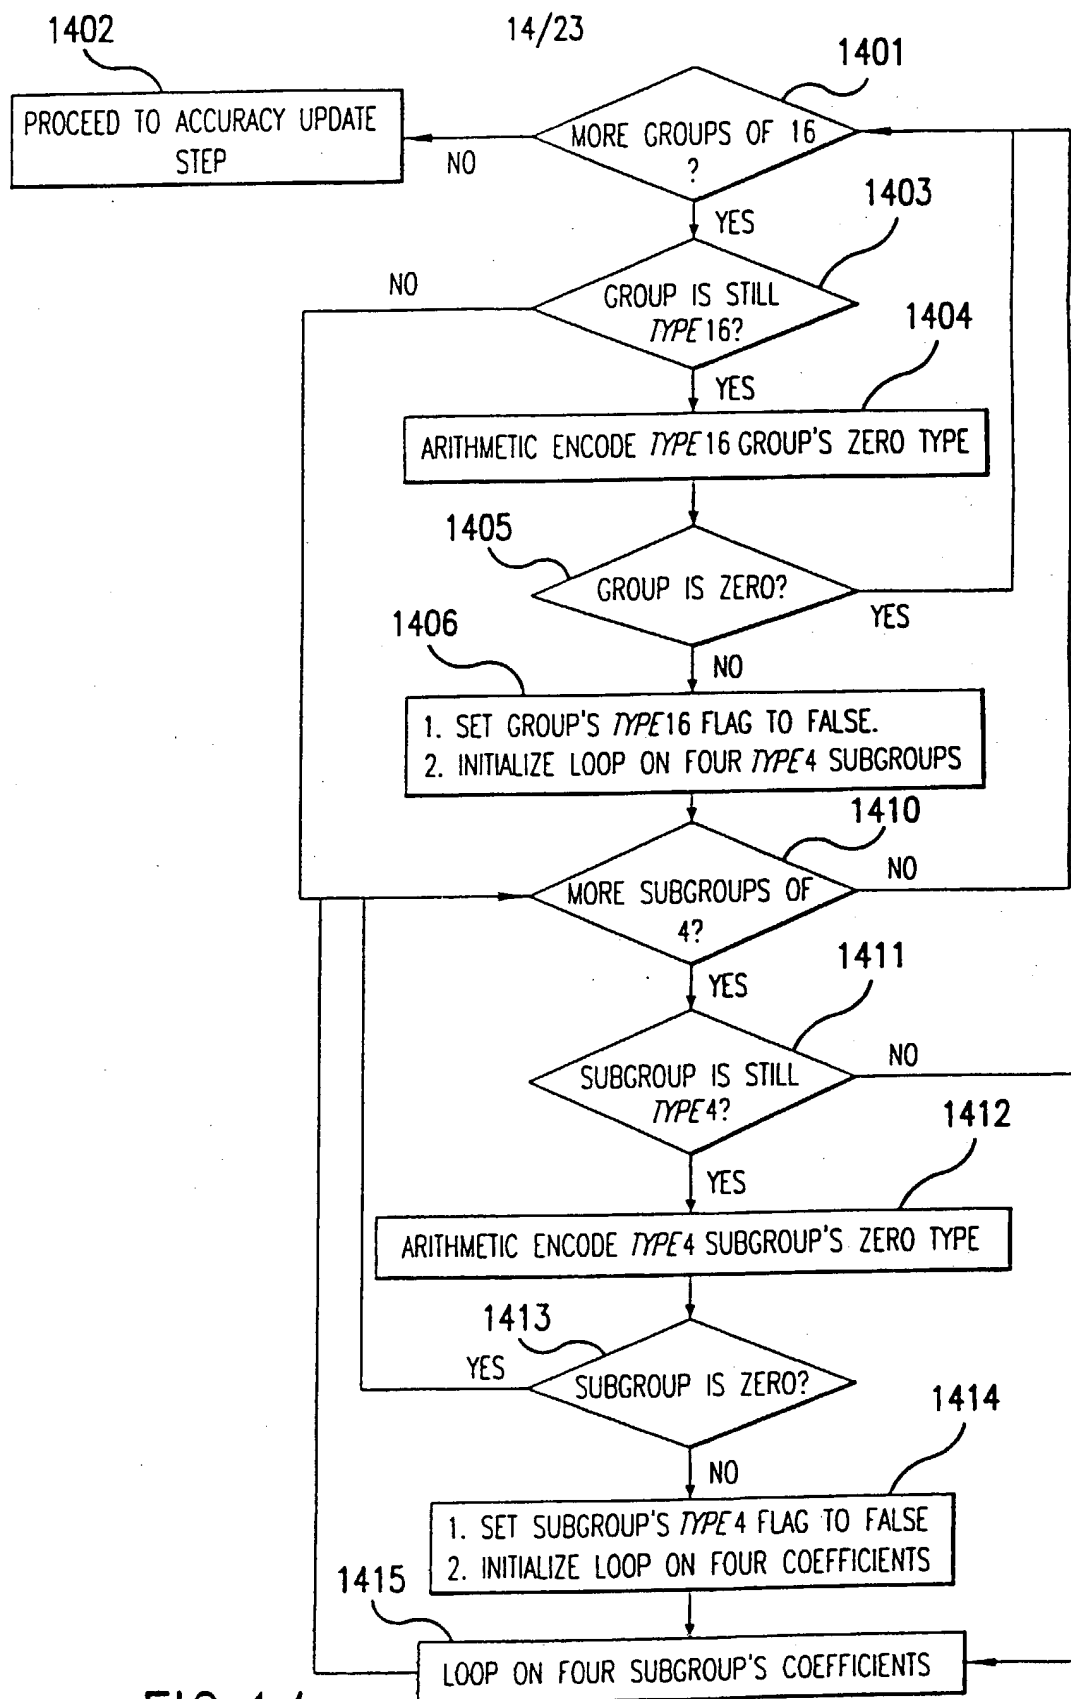 1402
14/23
1401
PROCEED TO ACCURACY UPDATE
STEP
NO
MORE GROUPS OF 16
?
YES
1403
NO
GROUP IS STILL
TYPE 16?
1404
YES
ARITHMETIC ENCODE TYPE 16 GROUP'S ZERO TYPE
1405
GROUP IS ZERO?
YES
1406
NO
1. SET GROUP'S TYPE 16 FLAG TO FALSE.
2. INITIALIZE LOOP ON FOUR TYPE 4 SUBGROUPS
1410
MORE SUBGROUPS OF
4?
NO
YES
1411
SUBGROUP IS STILL
TYPE 4?
NO
YES
1412
ARITHMETIC ENCODE TYPE 4 SUBGROUP'S ZERO TYPE
1413
YES
SUBGROUP IS ZERO?
1414
NO
1. SET SUBGROUP'S TYPE 4 FLAG TO FALSE
2. INITIALIZE LOOP ON FOUR COEFFICIENTS
1415
LOOP ON FOUR SUBGROUP'S COEFFICIENTS